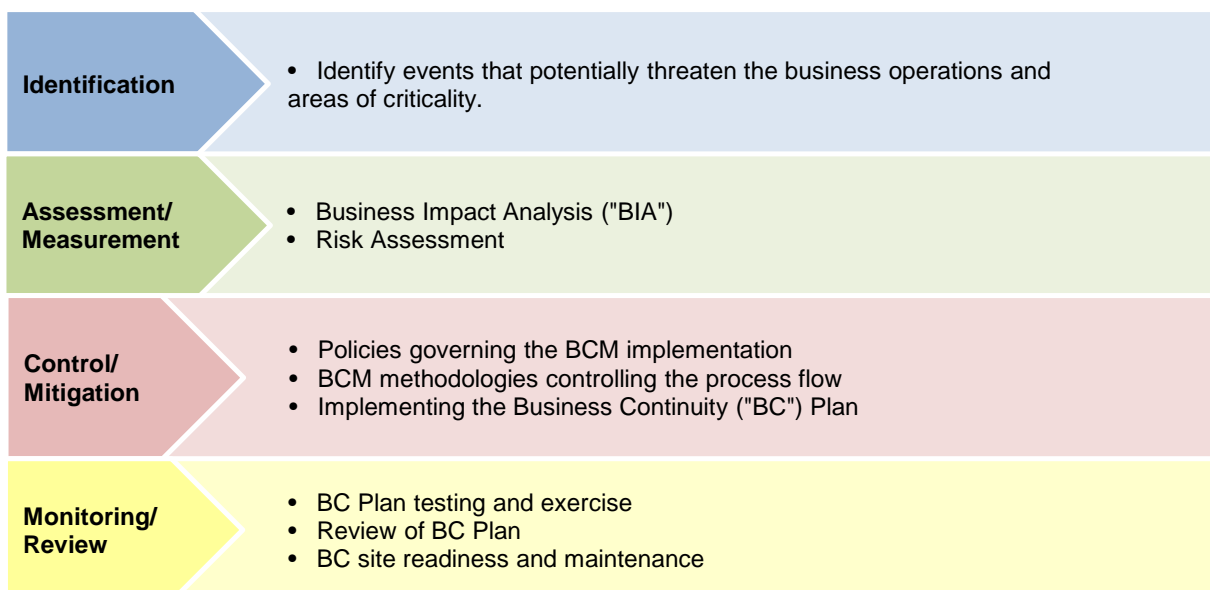 Identification
• Identify events that potentially threaten the business operations and
areas of criticality.
Assessment/
Measurement
• Business Impact Analysis ("BIA")
• Risk Assessment
Control/
Mitigation
• Policies governing the BCM implementation
• BCM methodologies controlling the process flow
• Implementing the Business Continuity ("BC") Plan
Monitoring/
Review
• BC Plan testing and exercise
• Review of BC Plan
• BC site readiness and maintenance